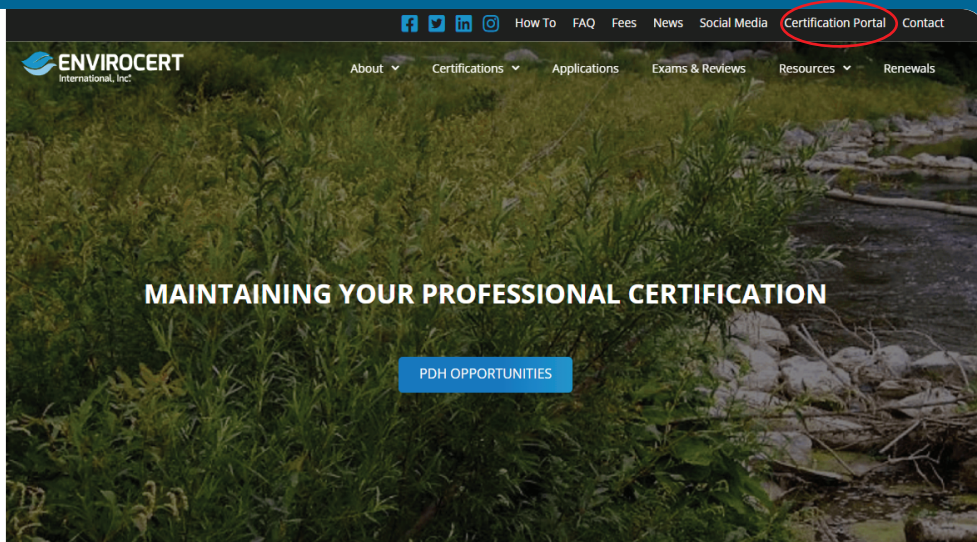 How To FAQ Fees News Social Media Certification Portal Contact
ENVIROCERT
International, Inc.
About Certifications Applications Exams & Reviews Resources Renewals
MAINTAINING YOUR PROFESSIONAL CERTIFICATION
PDH OPPORTUNITIES